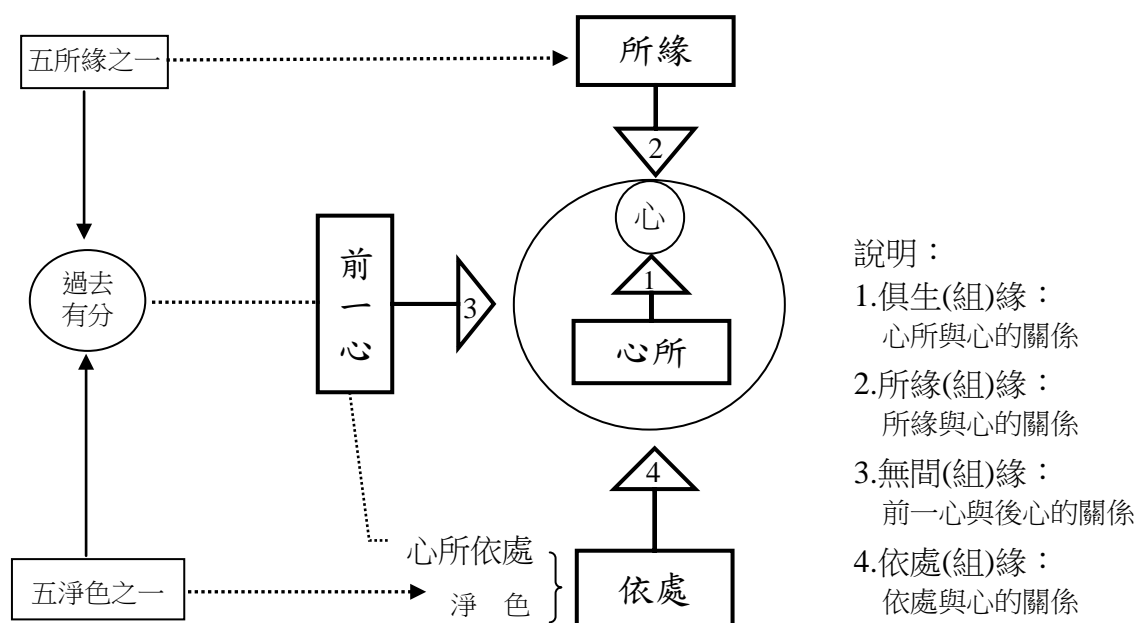 五所緣之一
所緣
2
心
過去
有分
前
一
心
3
1
心所
4
心所依處
淨 色
五淨色之一
依處
說明：
1.俱生(組)緣：
心所與心的關係
2.所緣(組)緣：
所緣與心的關係
3.無間(組)緣：
前一心與後心的關係
4.依處(組)緣：
依處與心的關係